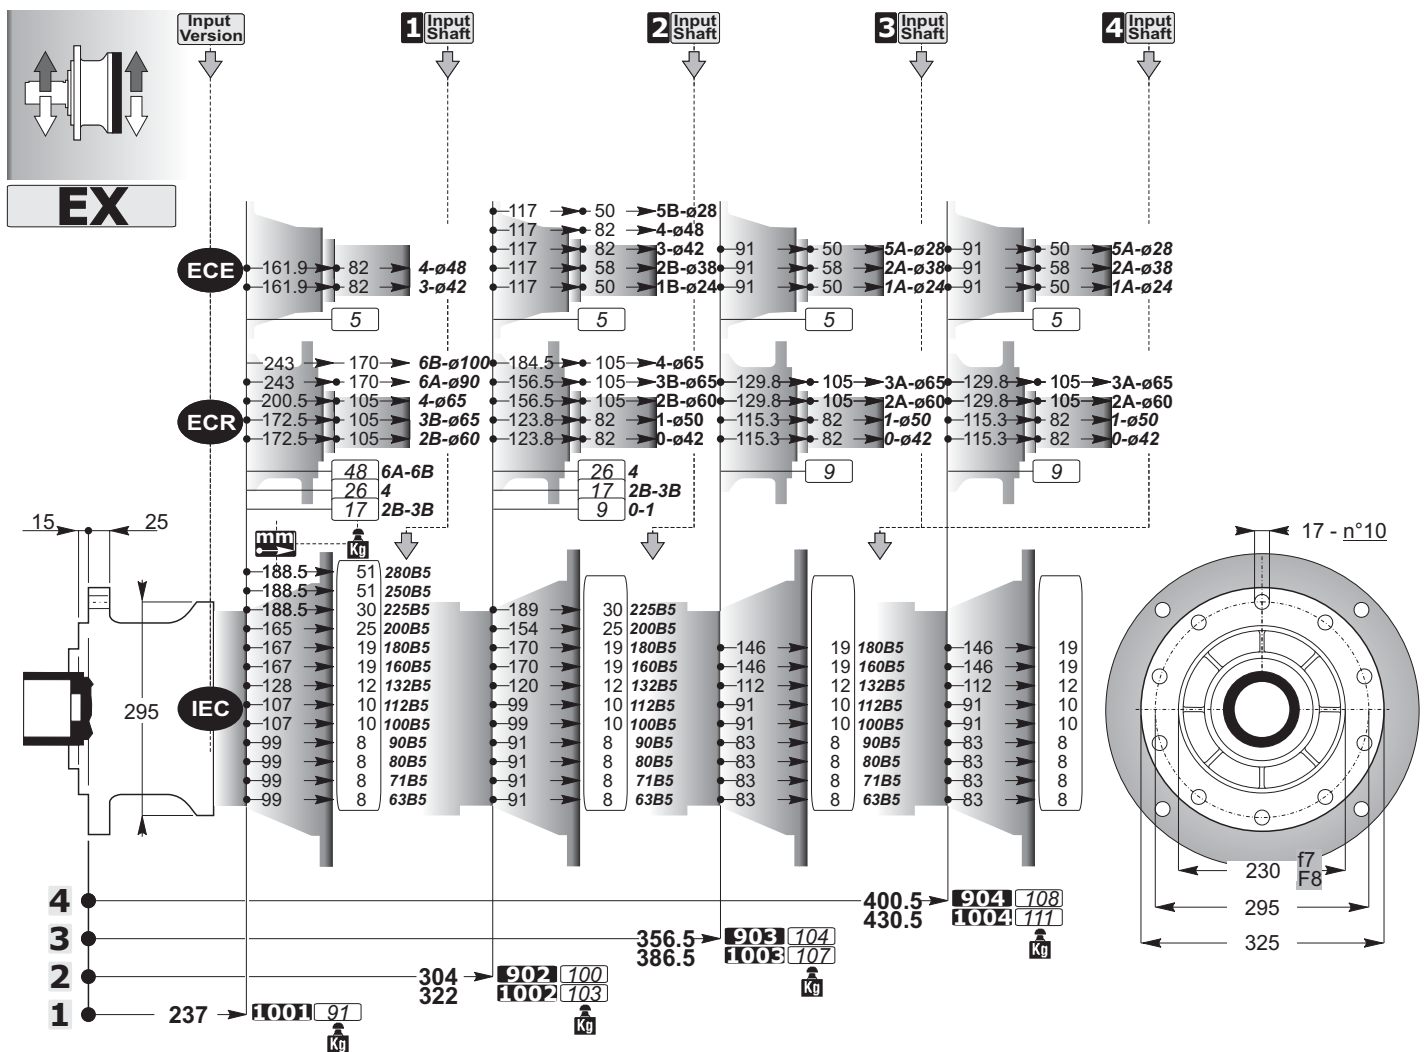 Input Version
1 Input Shaft
2 Input Shaft
3 Input Shaft
4 Input Shaft
EX
ECE
161.9 82 4-ø48
161.9 82 3-ø42
5
117 50 5B-ø28
117 82 4-ø48
117 82 3-ø42
117 58 2B-ø38
117 50 1B-ø24
5
91 50 5A-ø28
91 58 2A-ø38
91 50 1A-ø24
5
91 50 5A-ø28
91 58 2A-ø38
91 50 1A-ø24
5
ECR
243 170 6B-ø100
243 170 6A-ø90
200.5 105 4-ø65
172.5 105 3B-ø65
172.5 105 2B-ø60
48 6A-6B
26 4
17 2B-3B
184.5 105 4-ø65
156.5 105 3B-ø65
156.5 105 2B-ø60
123.8 82 1-ø50
123.8 82 0-ø42
26 4
17 2B-3B
9 0-1
129.8 105 3A-ø65
129.8 105 2A-ø60
115.3 82 1-ø50
115.3 82 0-ø42
9
129.8 105 3A-ø65
129.8 105 2A-ø60
115.3 82 1-ø50
115.3 82 0-ø42
9
15 25
295
mm
Kg
IEC
188.5 51 280B5
188.5 51 250B5
188.5 30 225B5
165 25 200B5
167 19 180B5
167 19 160B5
128 12 132B5
107 10 112B5
107 10 100B5
99 8 90B5
99 8 80B5
99 8 71B5
99 8 63B5
189 30 225B5
154 25 200B5
170 19 180B5
170 19 160B5
120 12 132B5
99 10 112B5
99 10 100B5
91 8 90B5
91 8 80B5
91 8 71B5
91 8 63B5
146 19 180B5
146 19 160B5
112 12 132B5
91 10 112B5
91 10 100B5
83 8 90B5
83 8 80B5
83 8 71B5
83 8 63B5
146 19
146 19
112 12
91 10
91 10
83 8
83 8
83 8
83 8
17 - n°10
230 f7 F8
295
325
4
400.5 904 108
430.5 1004 111
Kg
3
356.5 903 104
386.5 1003 107
Kg
2
304 902 100
322 1002 103
Kg
1
237 1001 91
Kg